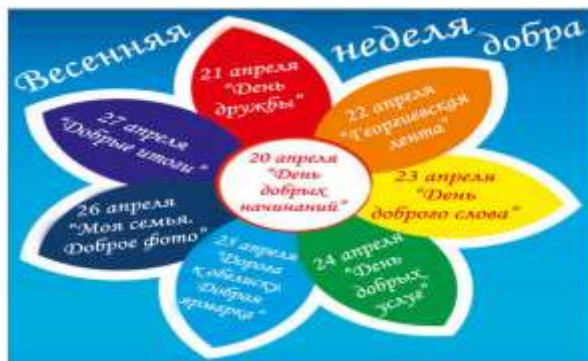 Весенняя неделя добра
21 апреля
"День
дружбы"
22 апреля
"Георгиевская
лента"
23 апреля
"День
доброго слова"
24 апреля
"День
добрых
услуг"
25 апреля
"Дорога
к обелиску
Добрая
ярмарка"
26 апреля
"Моя семья.
Доброе фото"
27 апреля
"Добрые итоги"
20 апреля
"День
добрых
начинаний"